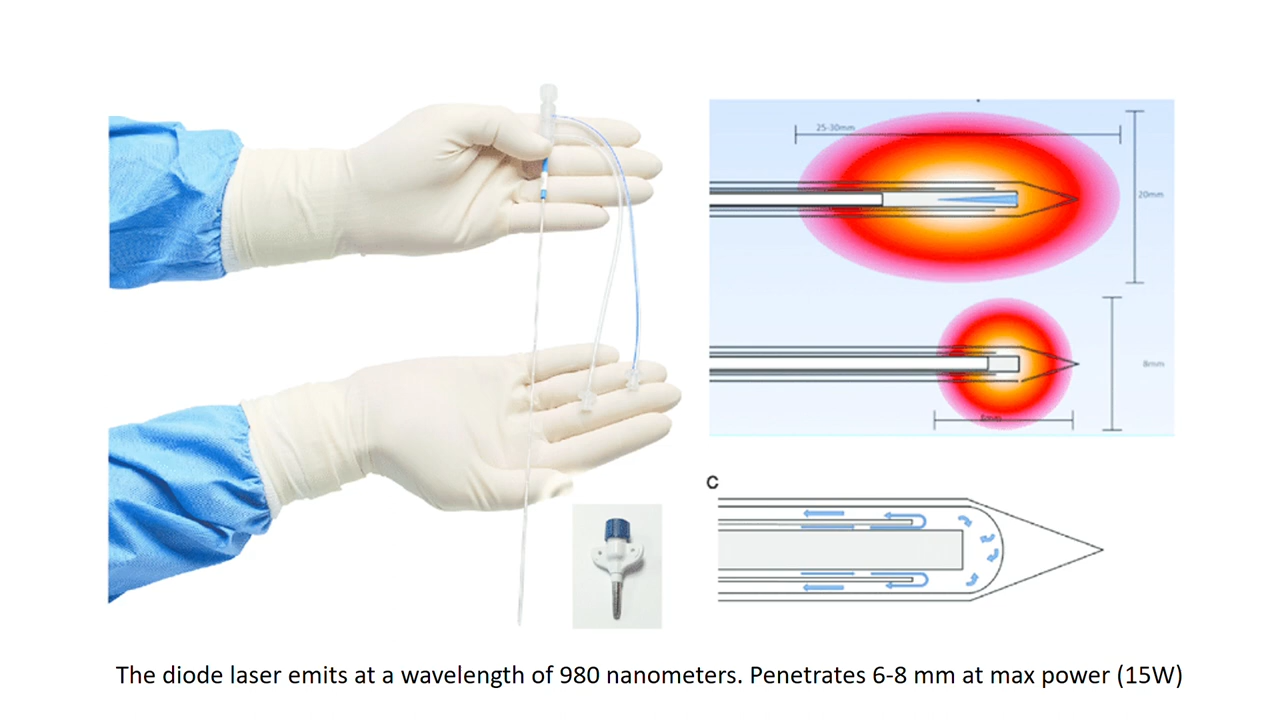 25-30mm
20mm
8mm
8mm
C
The diode laser emits at a wavelength of 980 nanometers. Penetrates 6-8 mm at max power (15W)